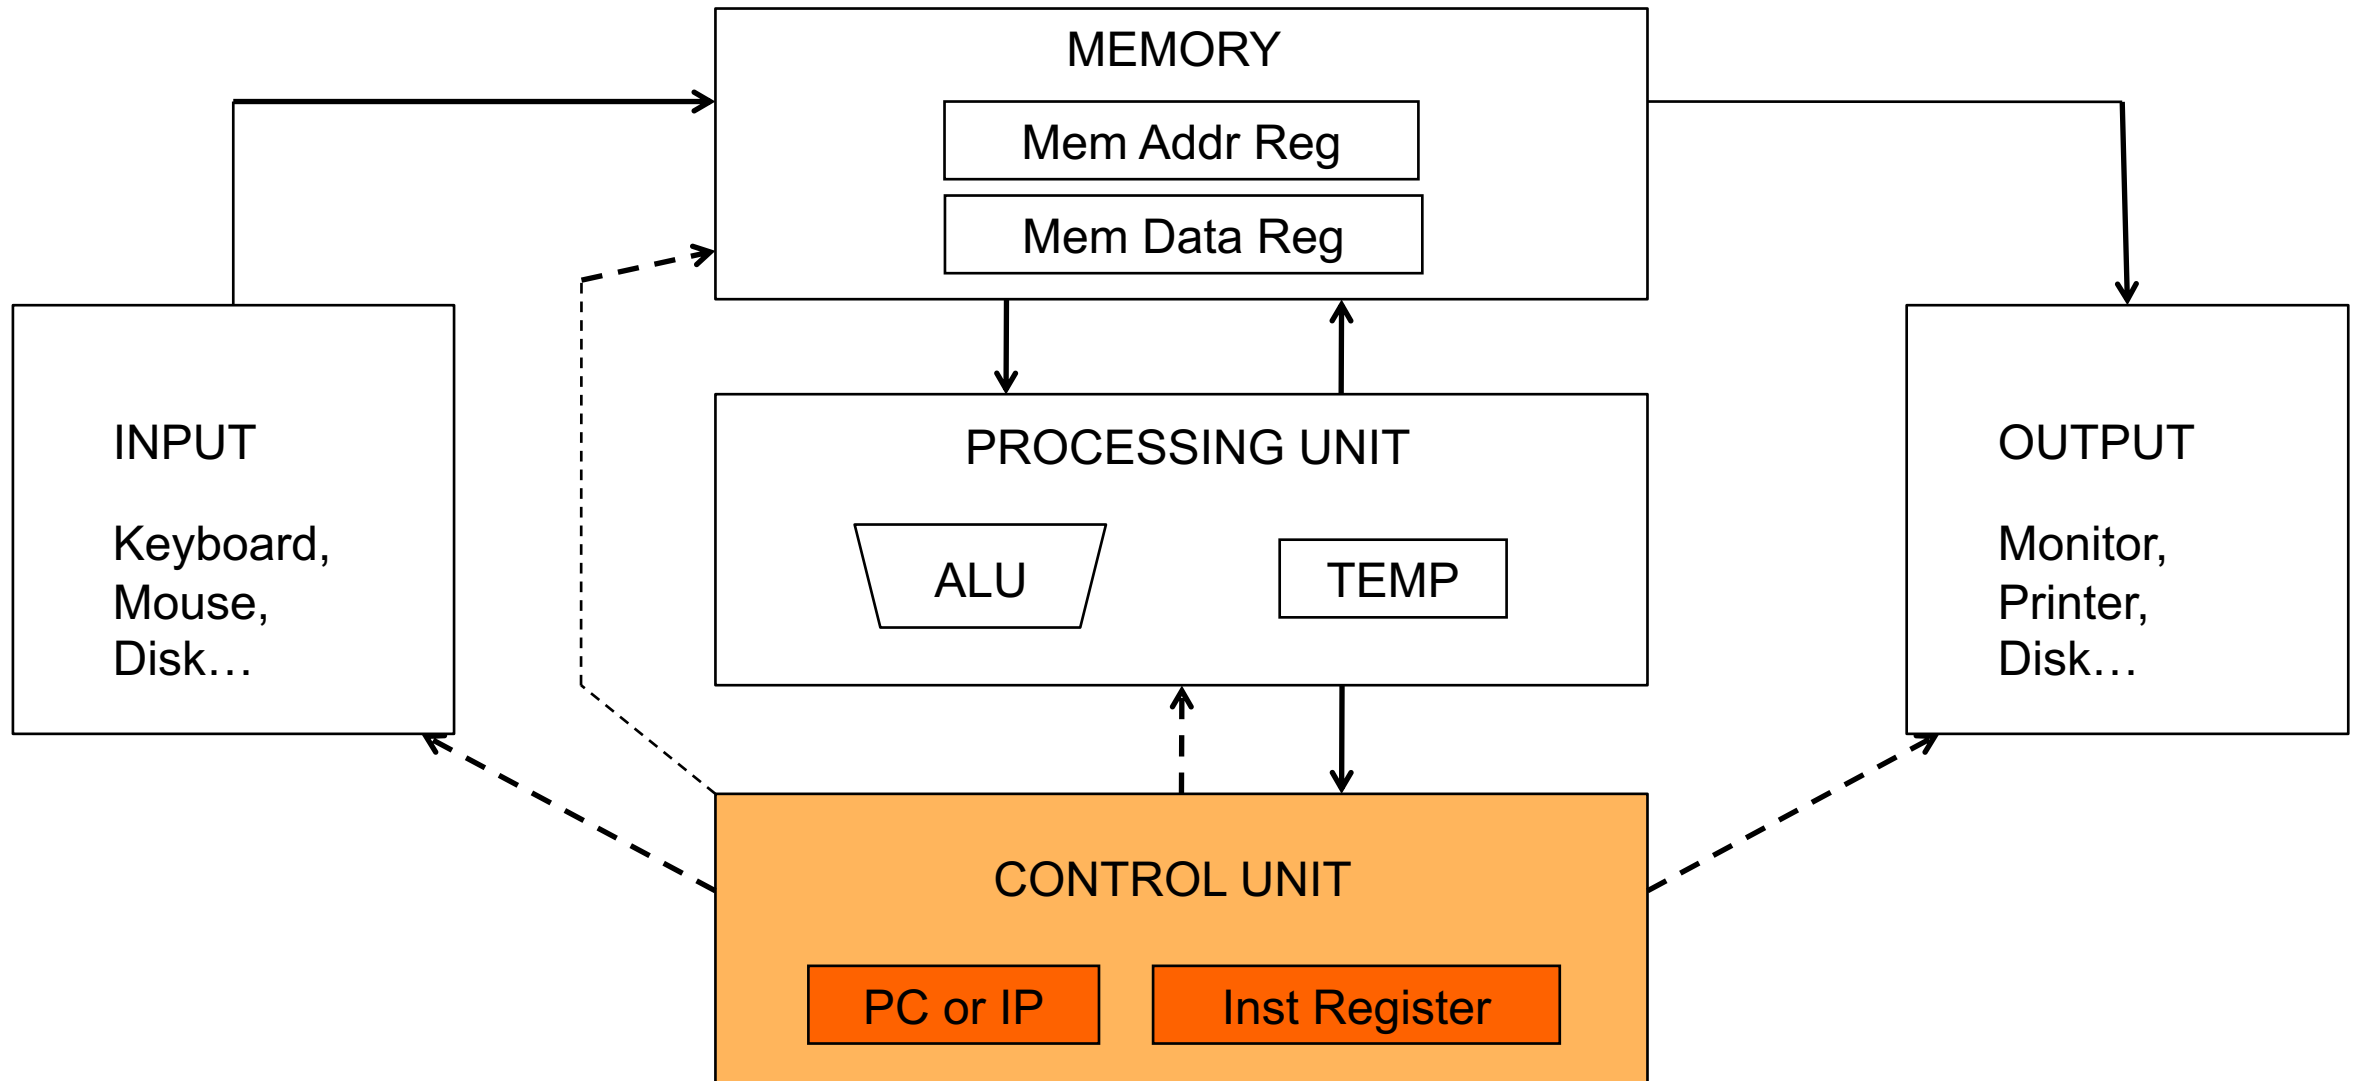 MEMORY
Mem Addr Reg
Mem Data Reg
INPUT
Keyboard,
Mouse,
Disk…
PROCESSING UNIT
ALU
TEMP
OUTPUT
Monitor,
Printer,
Disk…
CONTROL UNIT
PC or IP
Inst Register